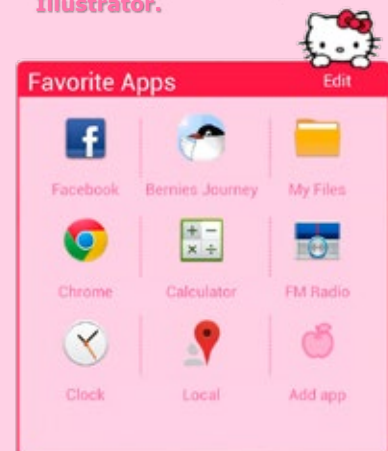 Illustrator.
Favorite Apps Edit
Facebook Bernies Journey My Files
Chrome Calculator FM Radio
Clock Local Add app